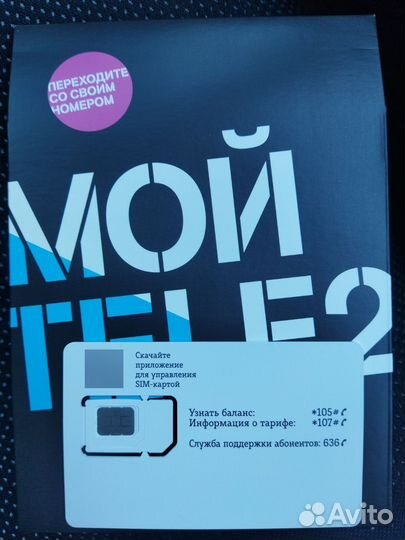 ПЕРЕХОДИТЕ
СО СВОИМ
НОМЕРОМ
МОЙ
TELE2
Скачайте
приложение
для управления
SIM-картой
Узнать баланс: *105#
Информация о тарифе: *107#
Служба поддержки абонентов: 636
Avito